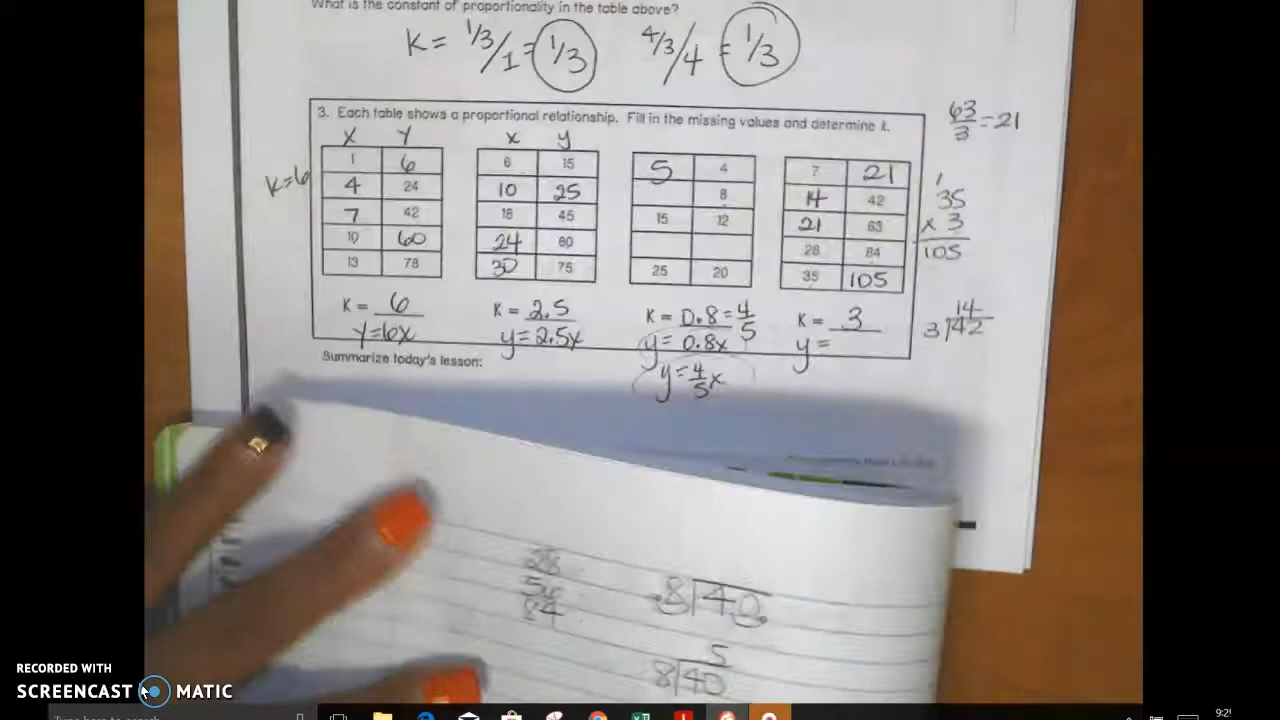 What is the constant of proportionality in the table above?
K = 1/3/1 = 1/3 4/3/4 = 1/3
3. Each table shows a proportional relationship. Fill in the missing values and determine k.
63/3 = 21
X Y
1 6
4 24
7 42
10 60
13 78
K=6
K = 6
Y=6x
x y
6 15
10 25
18 45
24 60
30 75
K = 2.5
y = 2.5x
5 4
8
15 12
25 20
K = 0.8 = 4/5
y = 0.8x
y = 4/5x
7 21
14 42
21 63
28 84
35 105
K = 3
y =
1
35
x 3
105
14
3)42
Summarize today's lesson:
28
56
84
8)40
5
8)40
RECORDED WITH
SCREENCAST MATIC
9:29